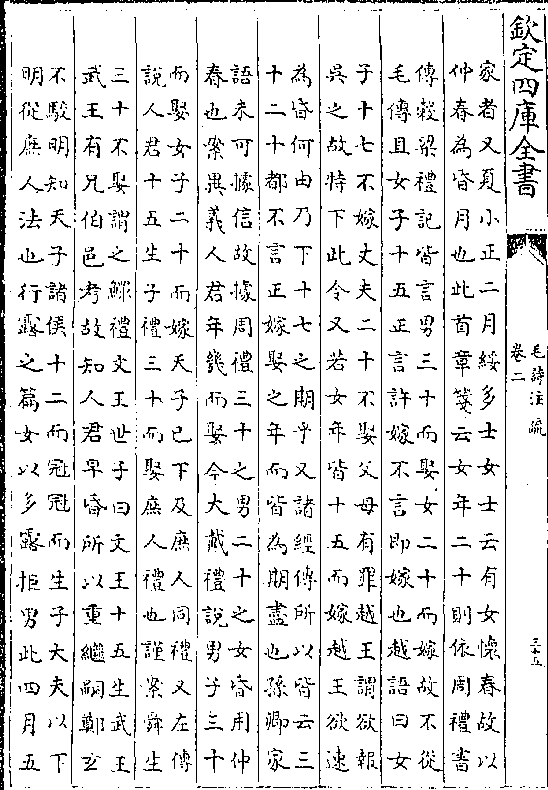 欽定四庫全書
毛詩注疏
卷二
三十五
家者又夏小正二月綏多士女士云有女懷春故以
仲春為昏月也此首章箋云女年二十則依周禮書
傳穀梁禮記皆言男三十而娶女二十而嫁故不從
毛傳且女子十五正言許嫁不言即嫁也越語曰女
子十七不嫁丈夫二十不娶父母有罪越王謂欲報
吳之故特下此令又若女年皆十五而嫁越王欲速
為昏何由乃下十七之期乎又諸經傳所以皆云三
十二十都不言正嫁娶之年而皆為期盡也孫卿家
語未可據信故據周禮三十之男二十之女昏用仲
春也案異義人君年幾而娶今大戴禮說男子三十
而娶女子二十而嫁天子已下及庶人同禮又左傳
說人君十五生子禮三十而娶庶人禮也謹案舜生
三十不娶謂之鰥禮文王世子曰文王十五生武王
武王有兄伯邑考故知人君早昏所以重繼嗣鄭玄
不駮明知天子諸侯十二而冠冠而生子大夫以下
明從庶人法也行露之篇女以多露拒男此四月五